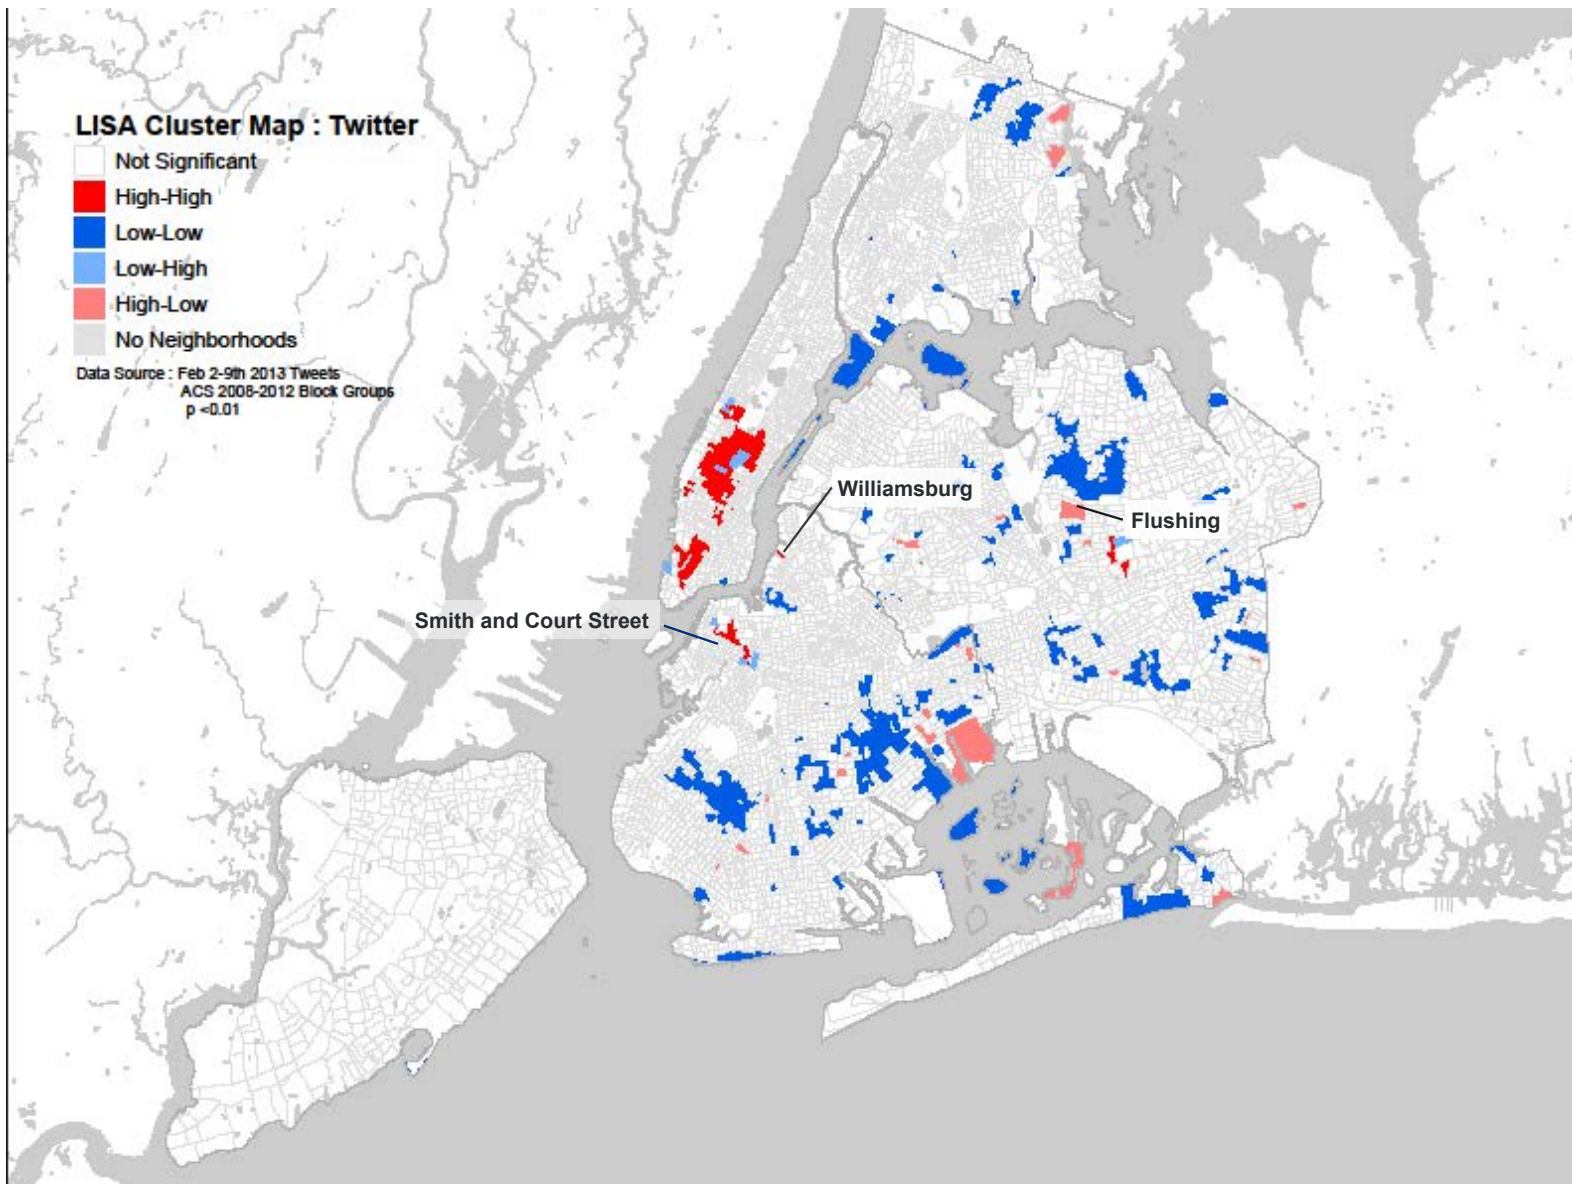 LISA Cluster Map : Twitter
Not Significant
High-High
Low-Low
Low-High
High-Low
No Neighborhoods
Data Source : Feb 2-9th 2013 Tweets
ACS 2008-2012 Block Groups
p <0.01
Williamsburg
Flushing
Smith and Court Street